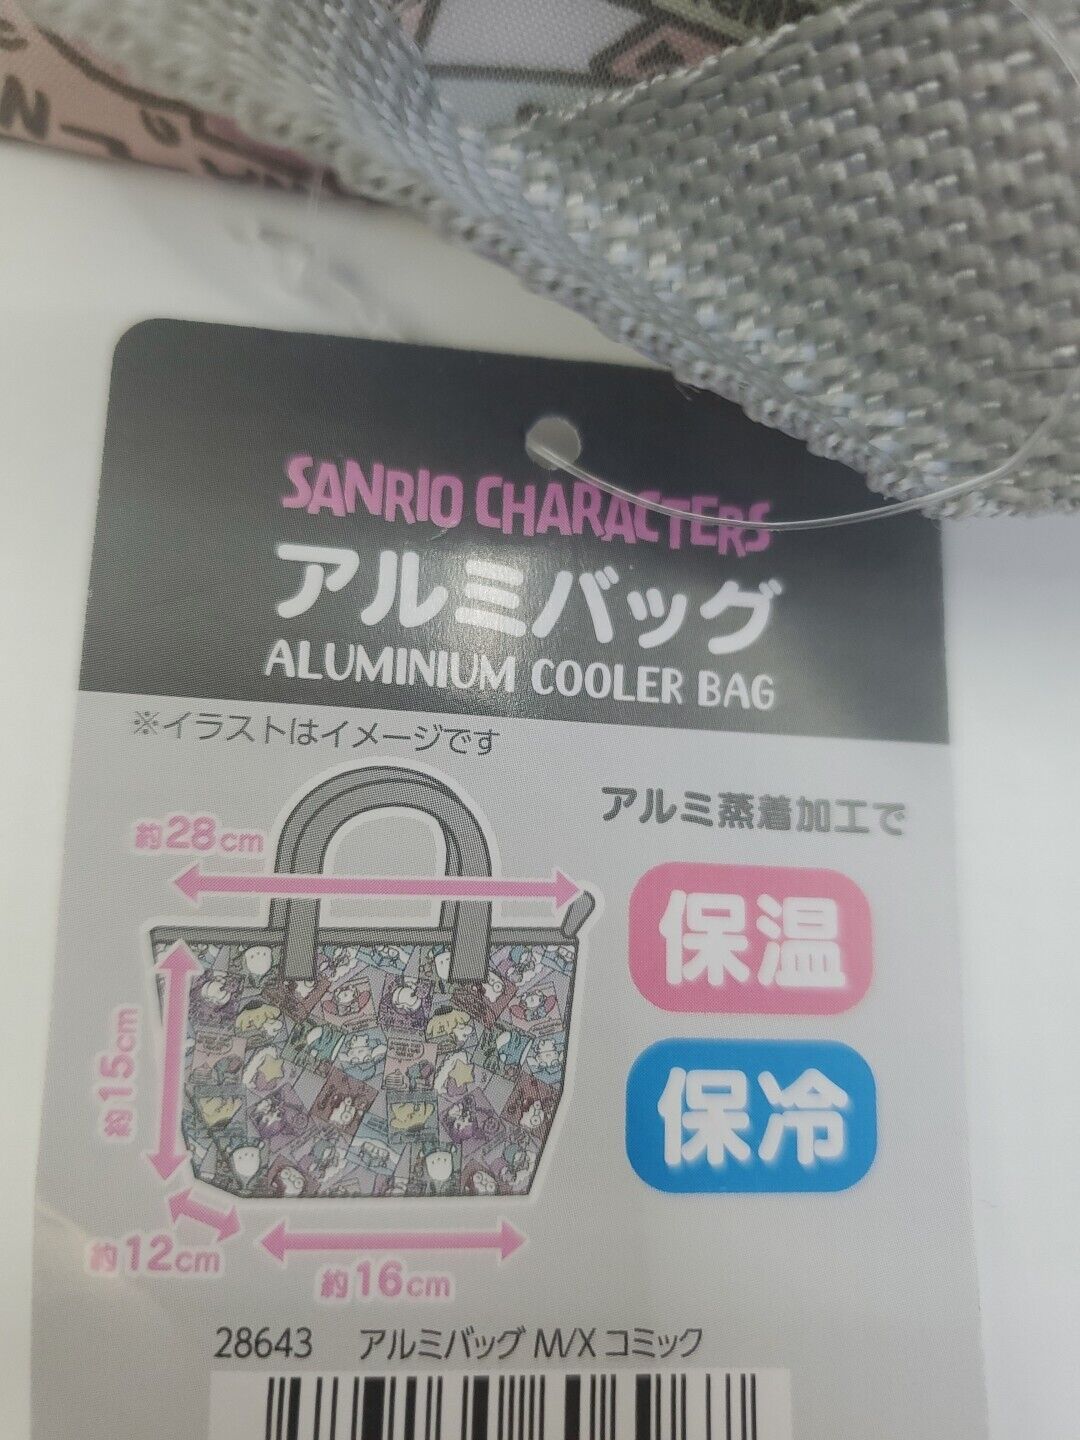 SANRIO CHARACTERS
アルミバッグ
ALUMINIUM COOLER BAG
※イラストはイメージです
アルミ蒸着加工で
約28cm
保温
約15cm
保冷
約12cm
約16cm
28643 アルミバッグ M/X コミック